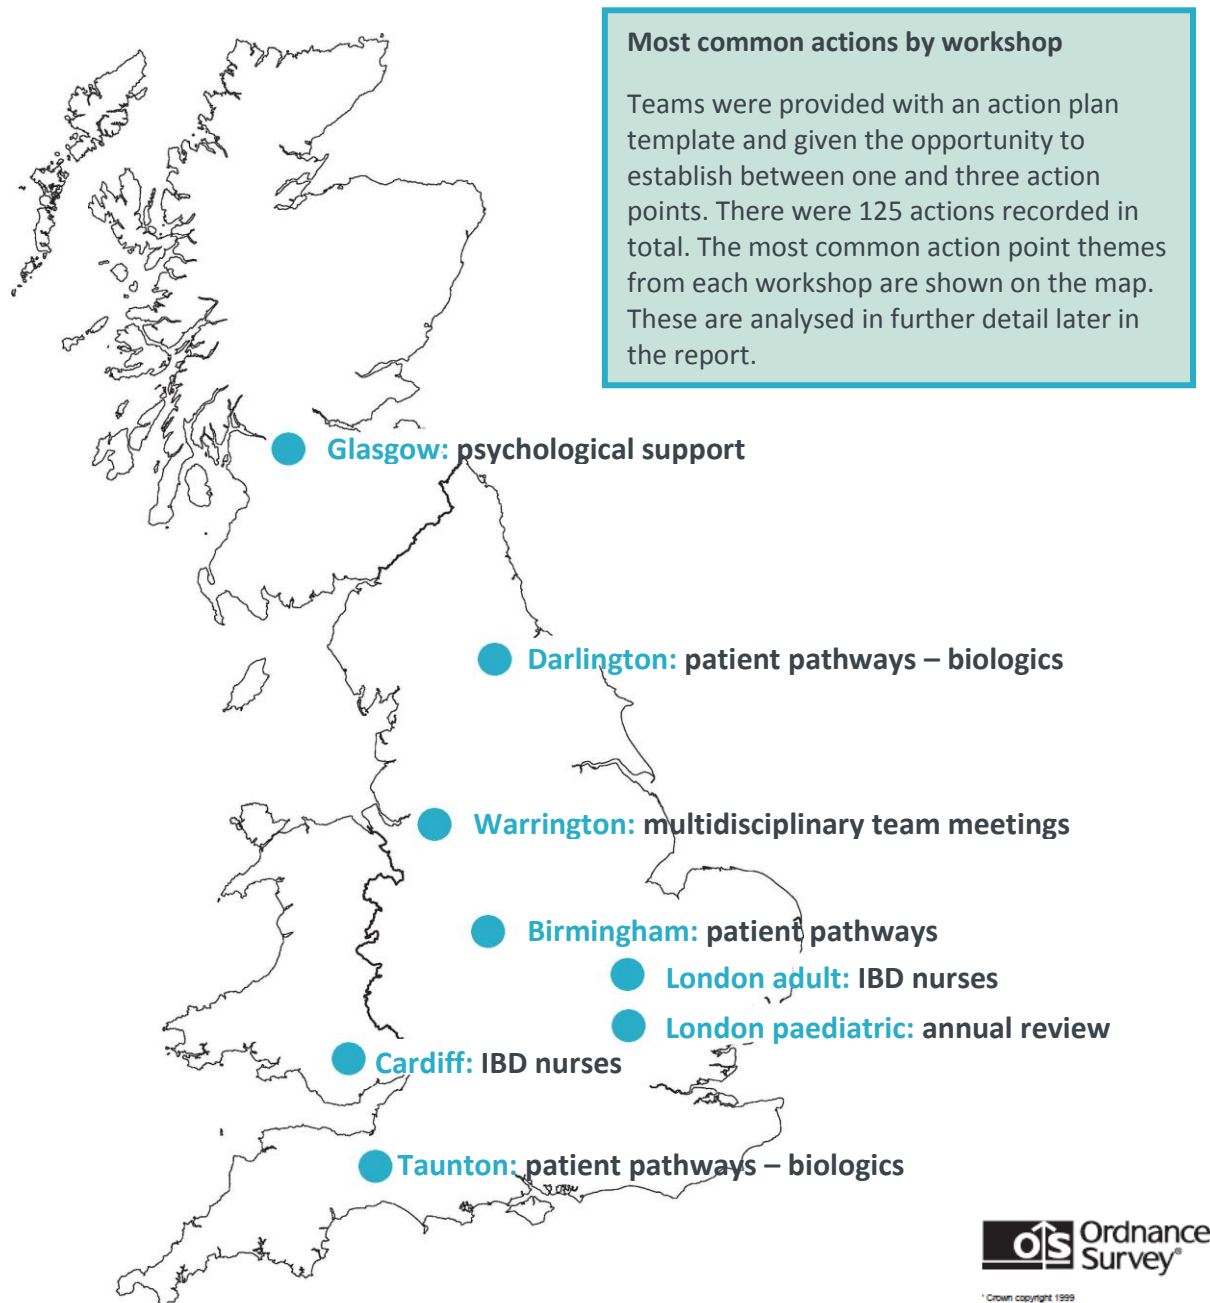 Most common actions by workshop
Teams were provided with an action plan
template and given the opportunity to
establish between one and three action
points. There were 125 actions recorded in
total. The most common action point themes
from each workshop are shown on the map.
These are analysed in further detail later in
the report.
Glasgow: psychological support
Darlington: patient pathways – biologics
Warrington: multidisciplinary team meetings
Birmingham: patient pathways
London adult: IBD nurses
London paediatric: annual review
Cardiff: IBD nurses
Taunton: patient pathways – biologics
OS Ordnance
Survey®
' Crown copyright 1999